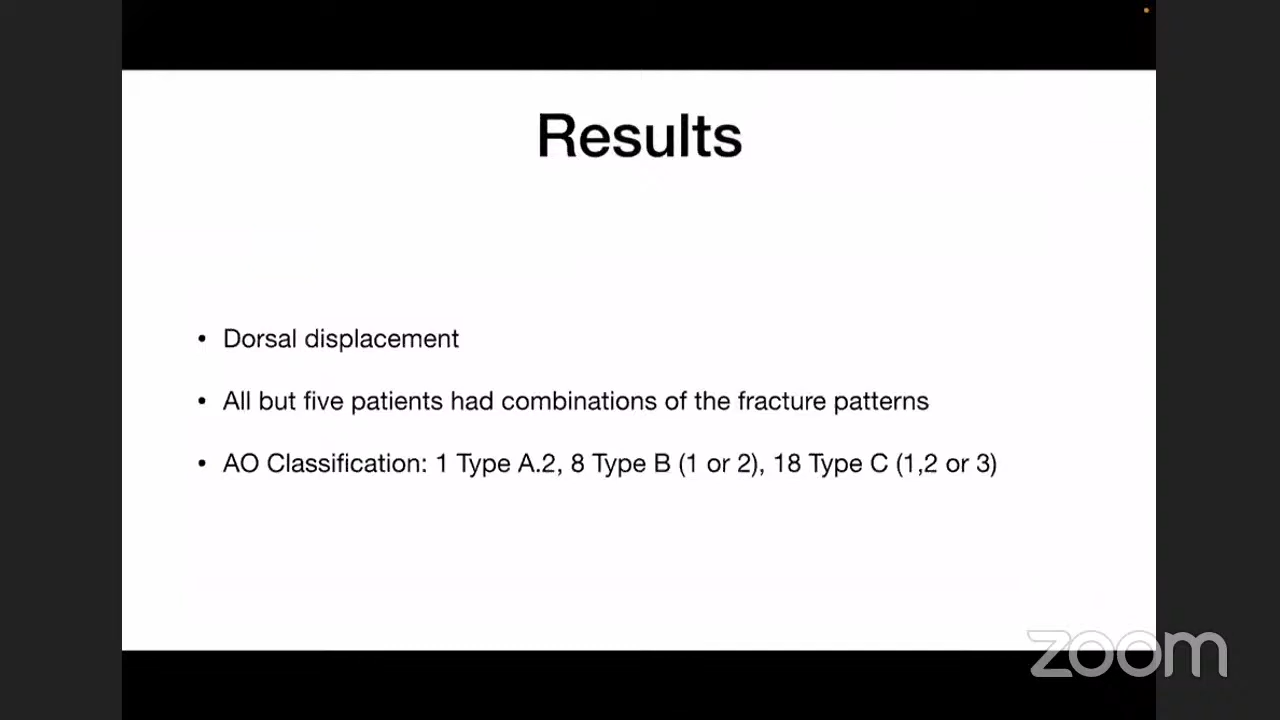 Results
• Dorsal displacement
• All but five patients had combinations of the fracture patterns
• AO Classification: 1 Type A.2, 8 Type B (1 or 2), 18 Type C (1,2 or 3)
zoom